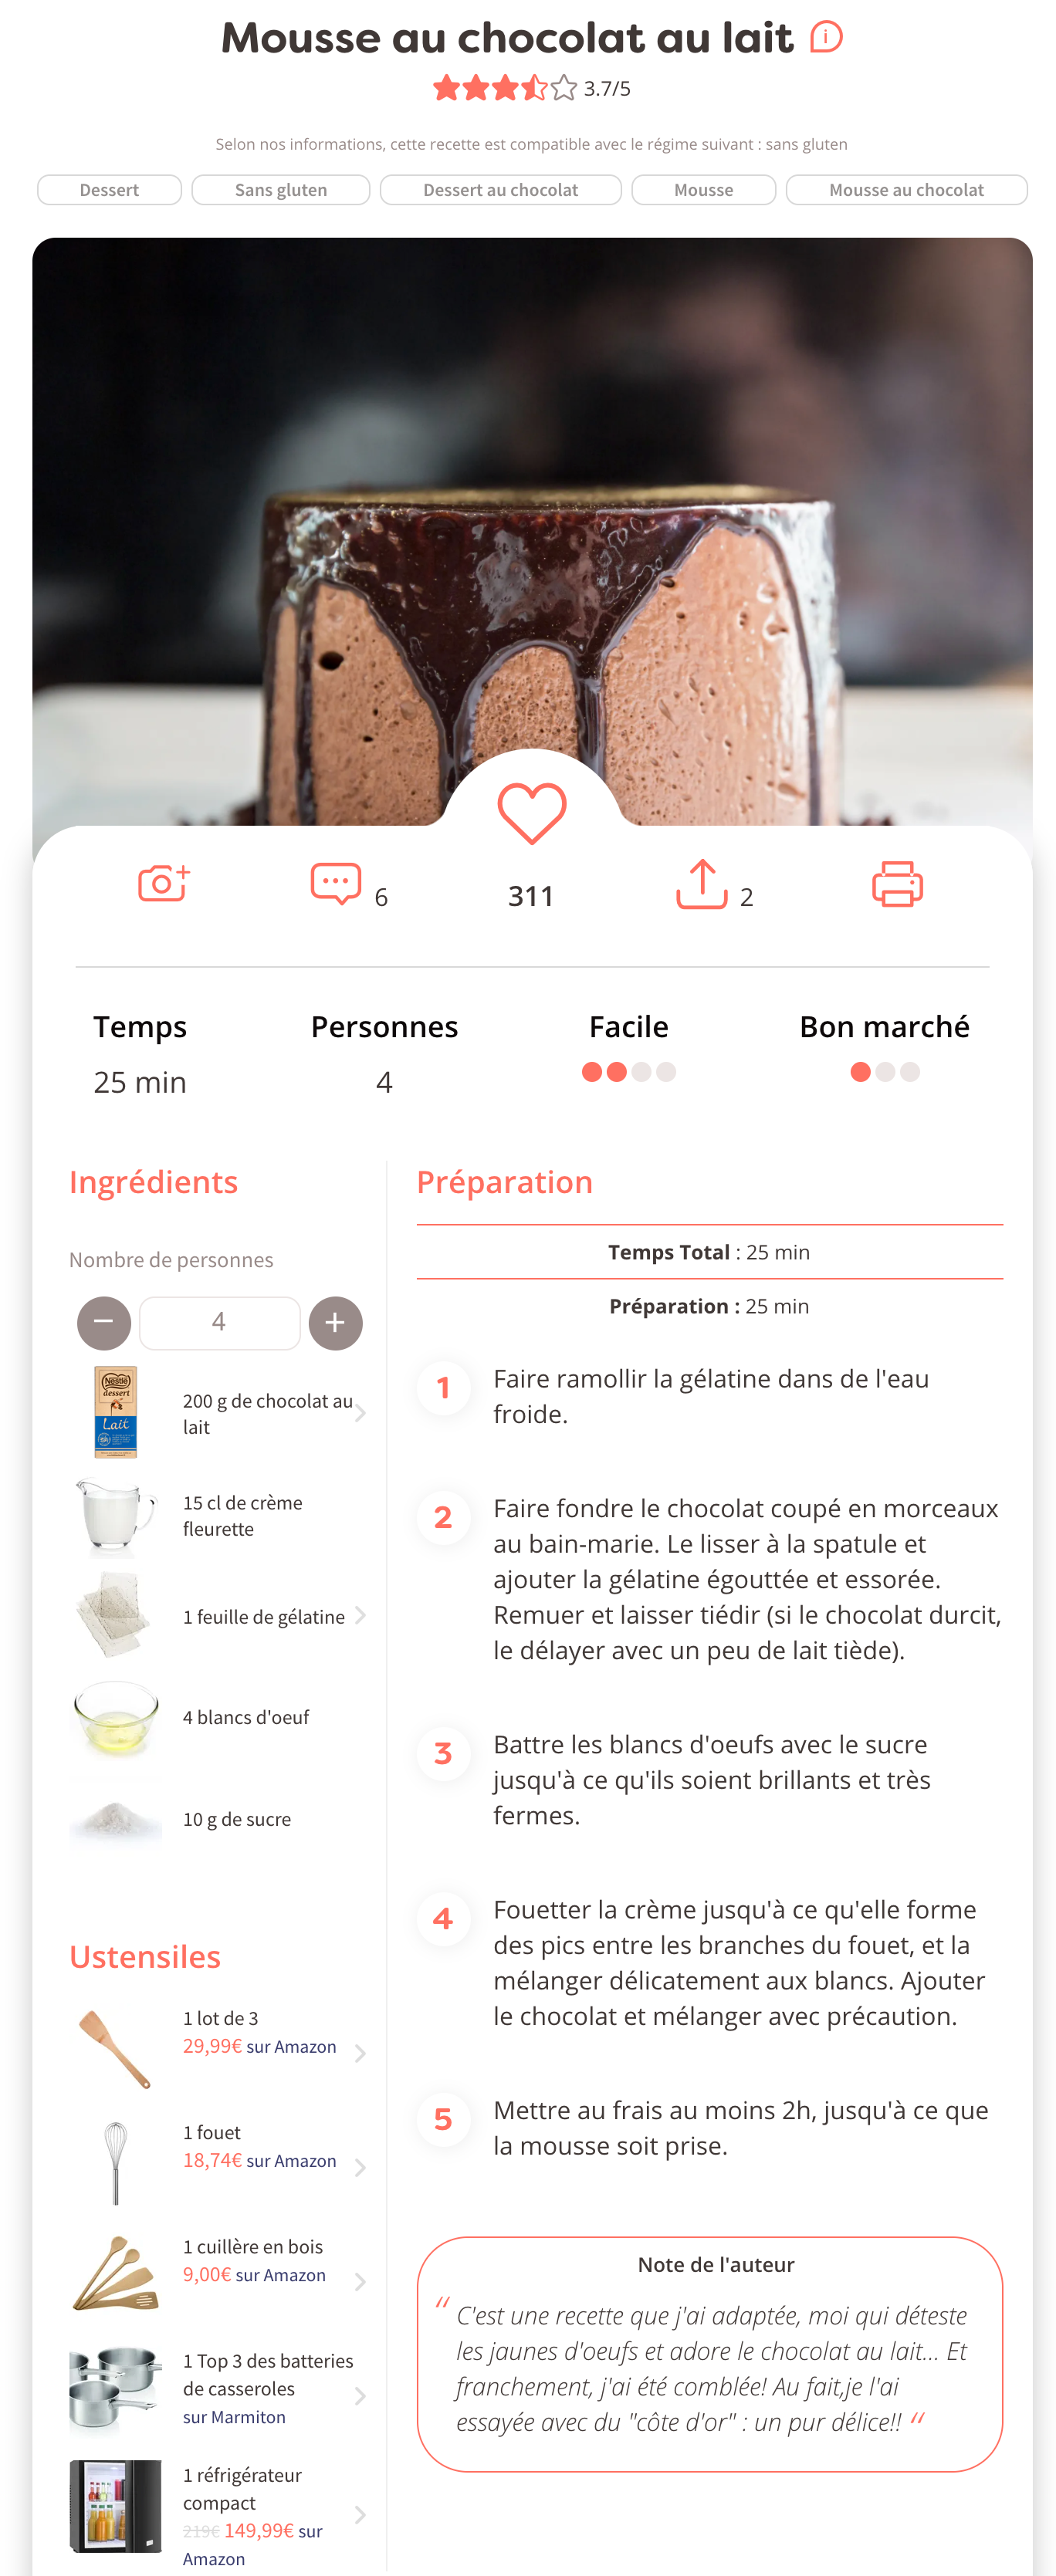 Mousse au chocolat au lait
3.7/5
Selon nos informations, cette recette est compatible avec le régime suivant : sans gluten
Dessert
Sans gluten
Dessert au chocolat
Mousse
Mousse au chocolat
6
311
2
Temps
25 min
Personnes
4
Facile
Bon marché
Ingrédients
Nombre de personnes
− 4 +
Nestlé
dessert
Lait
200 g de chocolat au
lait
15 cl de crème
fleurette
1 feuille de gélatine
4 blancs d'oeuf
10 g de sucre
Ustensiles
1 lot de 3
29,99€ sur Amazon
1 fouet
18,74€ sur Amazon
1 cuillère en bois
9,00€ sur Amazon
1 Top 3 des batteries
de casseroles
sur Marmiton
1 réfrigérateur
compact
219€ 149,99€ sur
Amazon
Préparation
Temps Total : 25 min
Préparation : 25 min
1
Faire ramollir la gélatine dans de l'eau
froide.
2
Faire fondre le chocolat coupé en morceaux
au bain-marie. Le lisser à la spatule et
ajouter la gélatine égouttée et essorée.
Remuer et laisser tiédir (si le chocolat durcit,
le délayer avec un peu de lait tiède).
3
Battre les blancs d'oeufs avec le sucre
jusqu'à ce qu'ils soient brillants et très
fermes.
4
Fouetter la crème jusqu'à ce qu'elle forme
des pics entre les branches du fouet, et la
mélanger délicatement aux blancs. Ajouter
le chocolat et mélanger avec précaution.
5
Mettre au frais au moins 2h, jusqu'à ce que
la mousse soit prise.
Note de l'auteur
“ C'est une recette que j'ai adaptée, moi qui déteste
les jaunes d'oeufs et adore le chocolat au lait... Et
franchement, j'ai été comblée! Au fait,je l'ai
essayée avec du "côte d'or" : un pur délice!! “